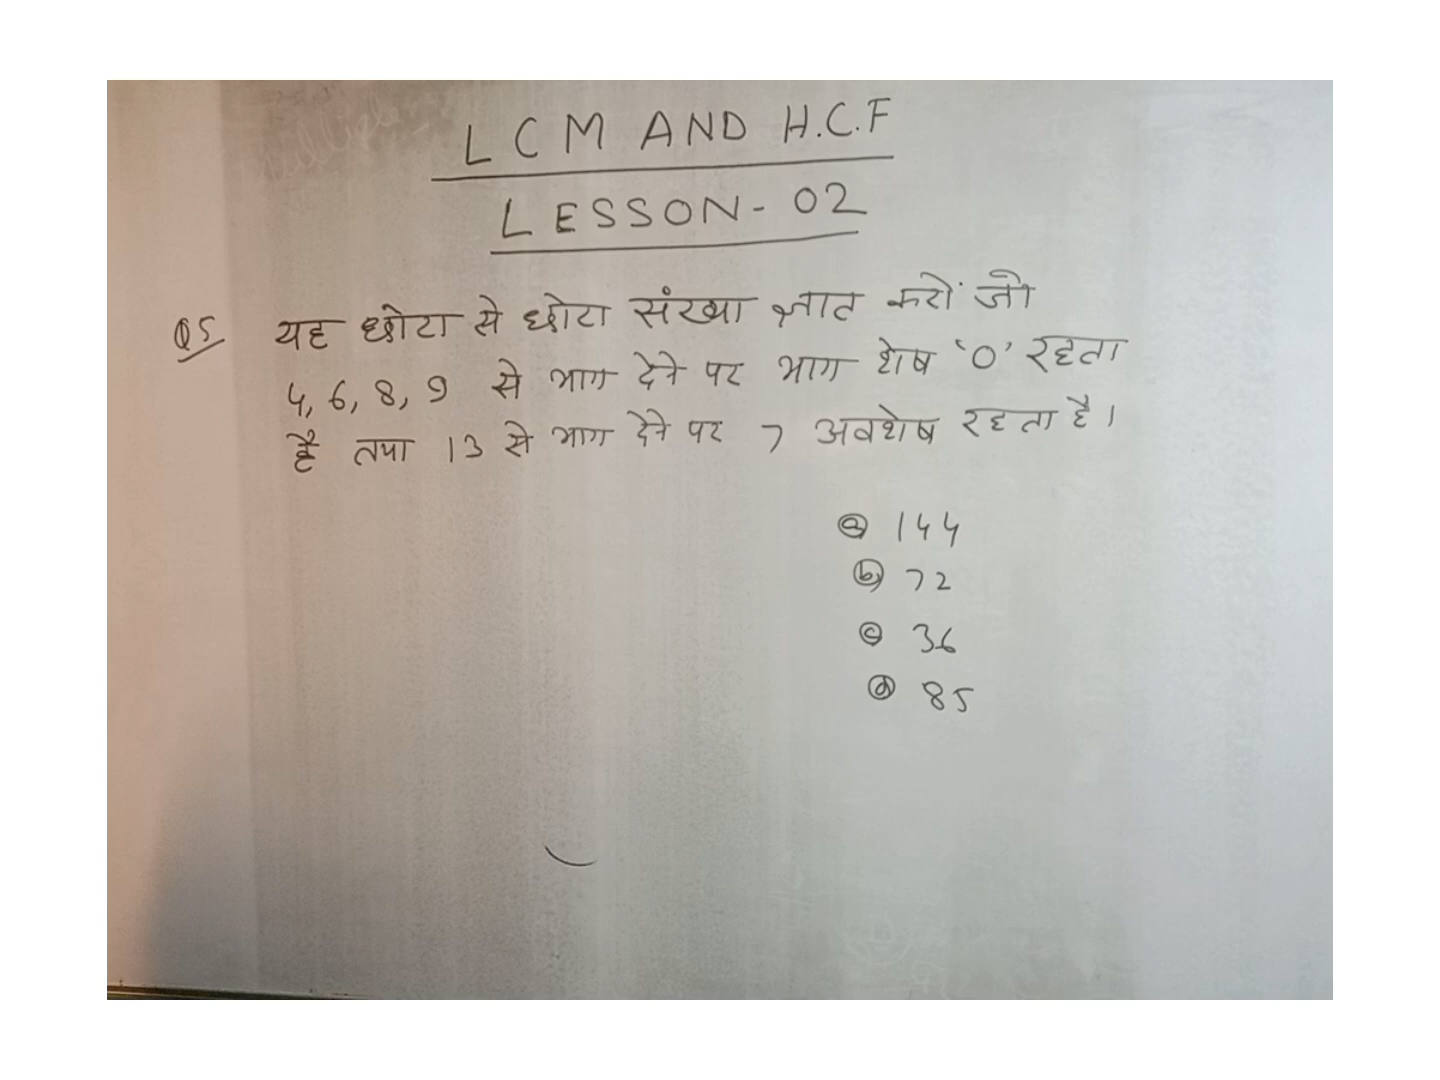 LCM AND H.C.F
LESSON-02
Q5 यह छोटा से छोटा संख्या ज्ञात करों जो
4, 6, 8, 9 से भाग देने पर भाग शेष '0' रहता
है तथा 13 से भाग देने पर 7 अवशेष रहता है।
(a) 144
(b) 72
(c) 36
(d) 85